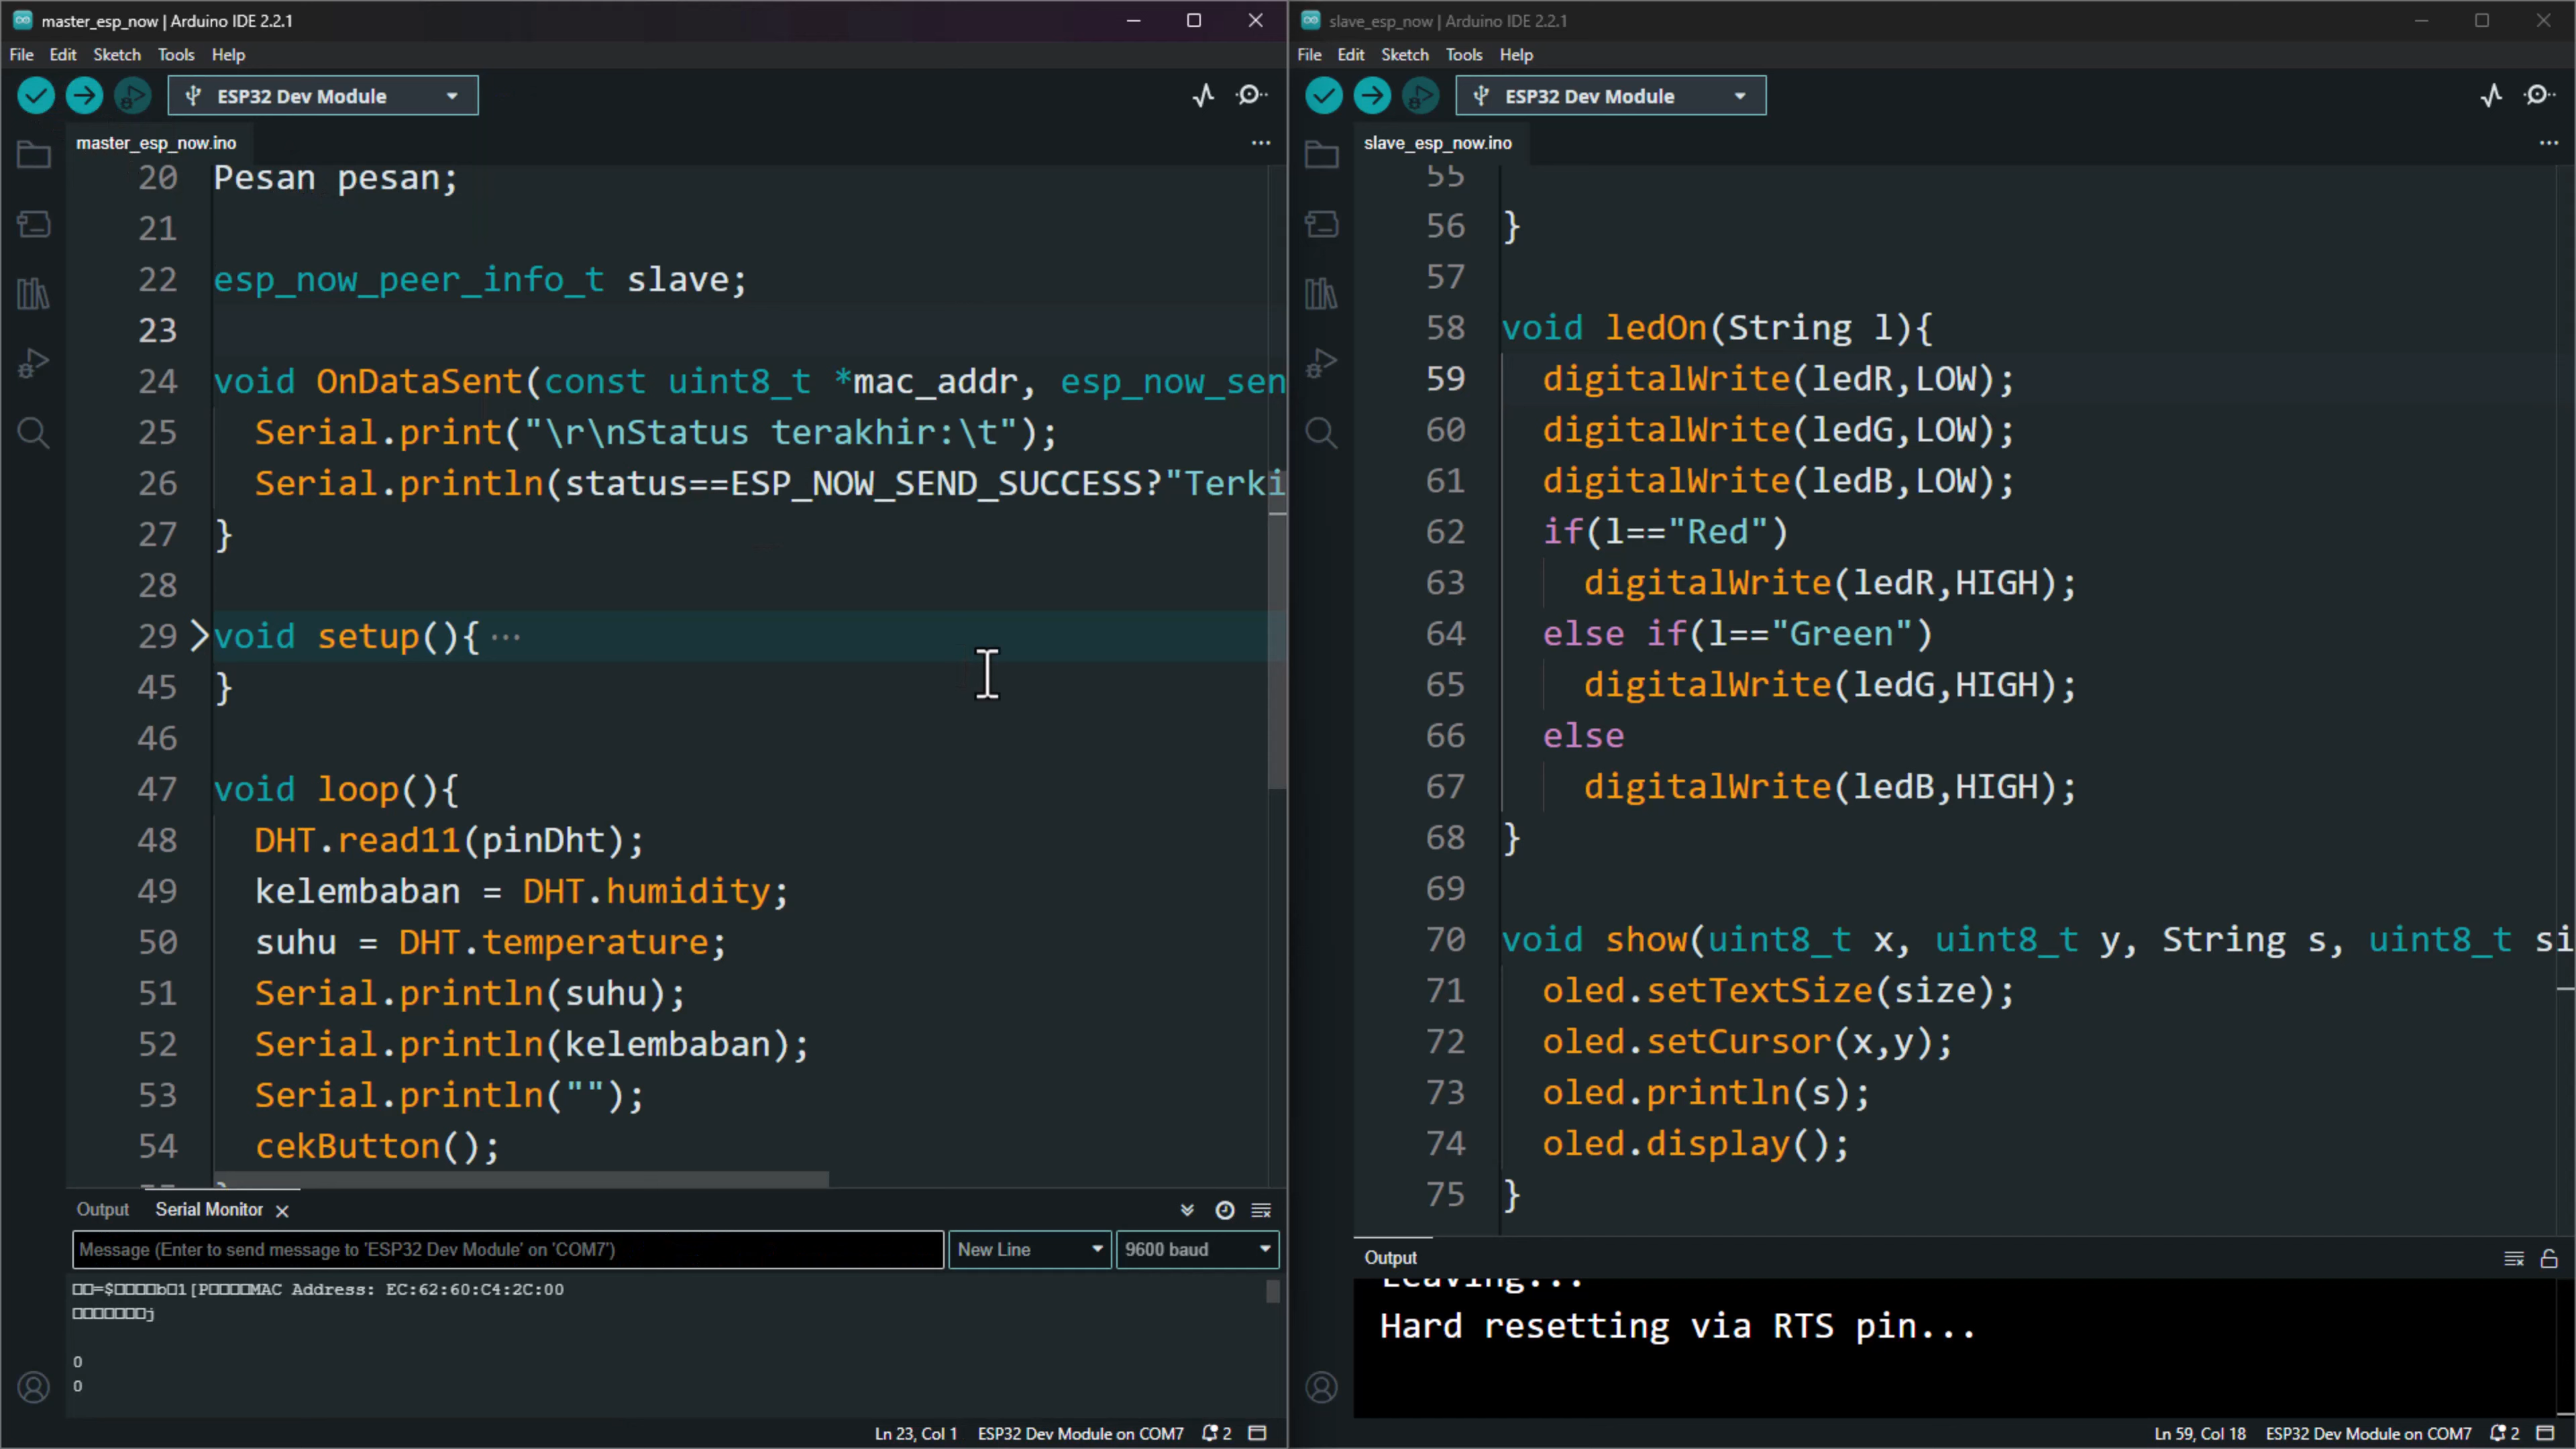 master_esp_now | Arduino IDE 2.2.1
File Edit Sketch Tools Help
ESP32 Dev Module
master_esp_now.ino
20 Pesan pesan;
21
22 esp_now_peer_info_t slave;
23
24 void OnDataSent(const uint8_t *mac_addr, esp_now_sen
25 Serial.print("\r\nStatus terakhir:\t");
26 Serial.println(status==ESP_NOW_SEND_SUCCESS?"Terki
27 }
28
29 void setup(){ ···
45 }
46
47 void loop(){
48 DHT.read11(pinDht);
49 kelembaban = DHT.humidity;
50 suhu = DHT.temperature;
51 Serial.println(suhu);
52 Serial.println(kelembaban);
53 Serial.println("");
54 cekButton();
Output Serial Monitor
Message (Enter to send message to 'ESP32 Dev Module' on 'COM7') New Line 9600 baud
□□=$□□□□b□1[P□□□□MAC Address: EC:62:60:C4:2C:00
□□□□□□□j
0
0
Ln 23, Col 1 ESP32 Dev Module on COM7 2
slave_esp_now | Arduino IDE 2.2.1
File Edit Sketch Tools Help
ESP32 Dev Module
slave_esp_now.ino
55
56 }
57
58 void ledOn(String l){
59 digitalWrite(ledR,LOW);
60 digitalWrite(ledG,LOW);
61 digitalWrite(ledB,LOW);
62 if(l=="Red")
63 digitalWrite(ledR,HIGH);
64 else if(l=="Green")
65 digitalWrite(ledG,HIGH);
66 else
67 digitalWrite(ledB,HIGH);
68 }
69
70 void show(uint8_t x, uint8_t y, String s, uint8_t si
71 oled.setTextSize(size);
72 oled.setCursor(x,y);
73 oled.println(s);
74 oled.display();
75 }
Output
Leaving...
Hard resetting via RTS pin...
Ln 59, Col 18 ESP32 Dev Module on COM7 2